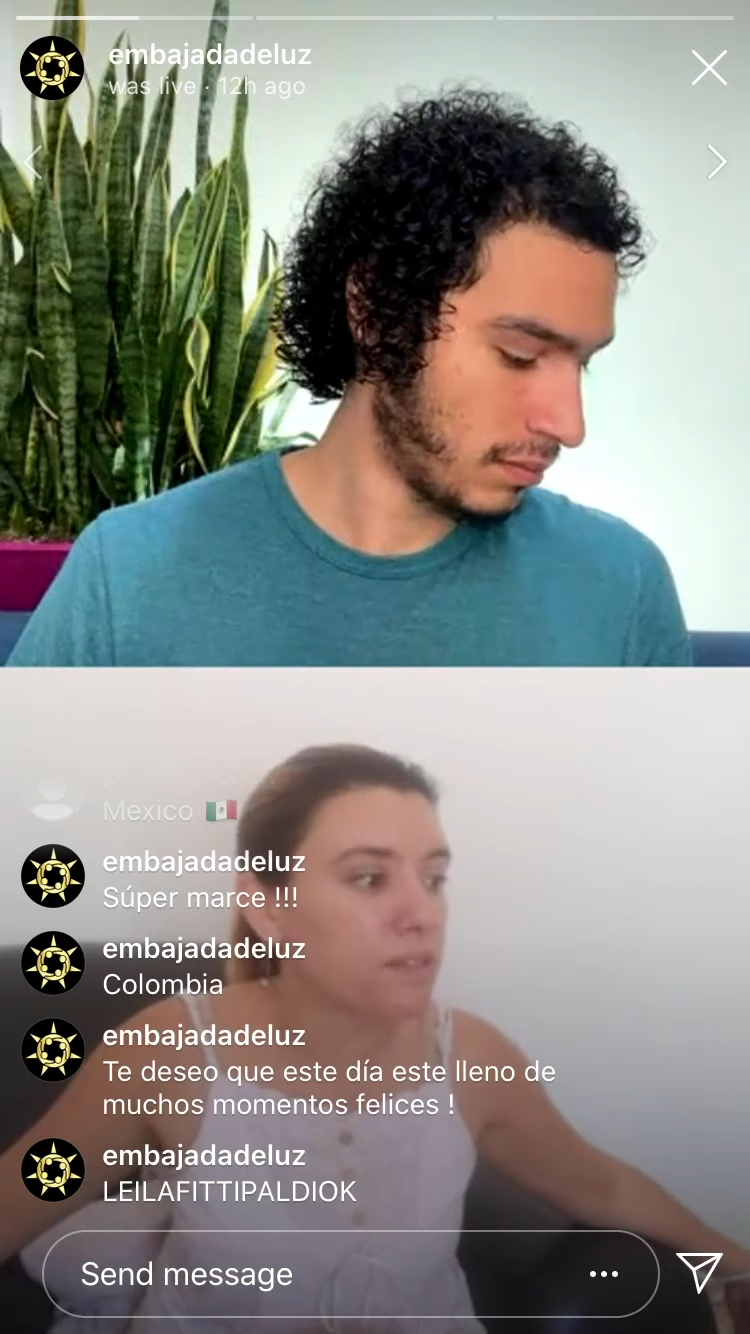 embajadadeluz
was live · 12h ago
Mexico 🇲🇽
embajadadeluz
Súper marce !!!
embajadadeluz
Colombia
embajadadeluz
Te deseo que este día este lleno de
muchos momentos felices !
embajadadeluz
LEILAFITTIPALDIOK
Send message